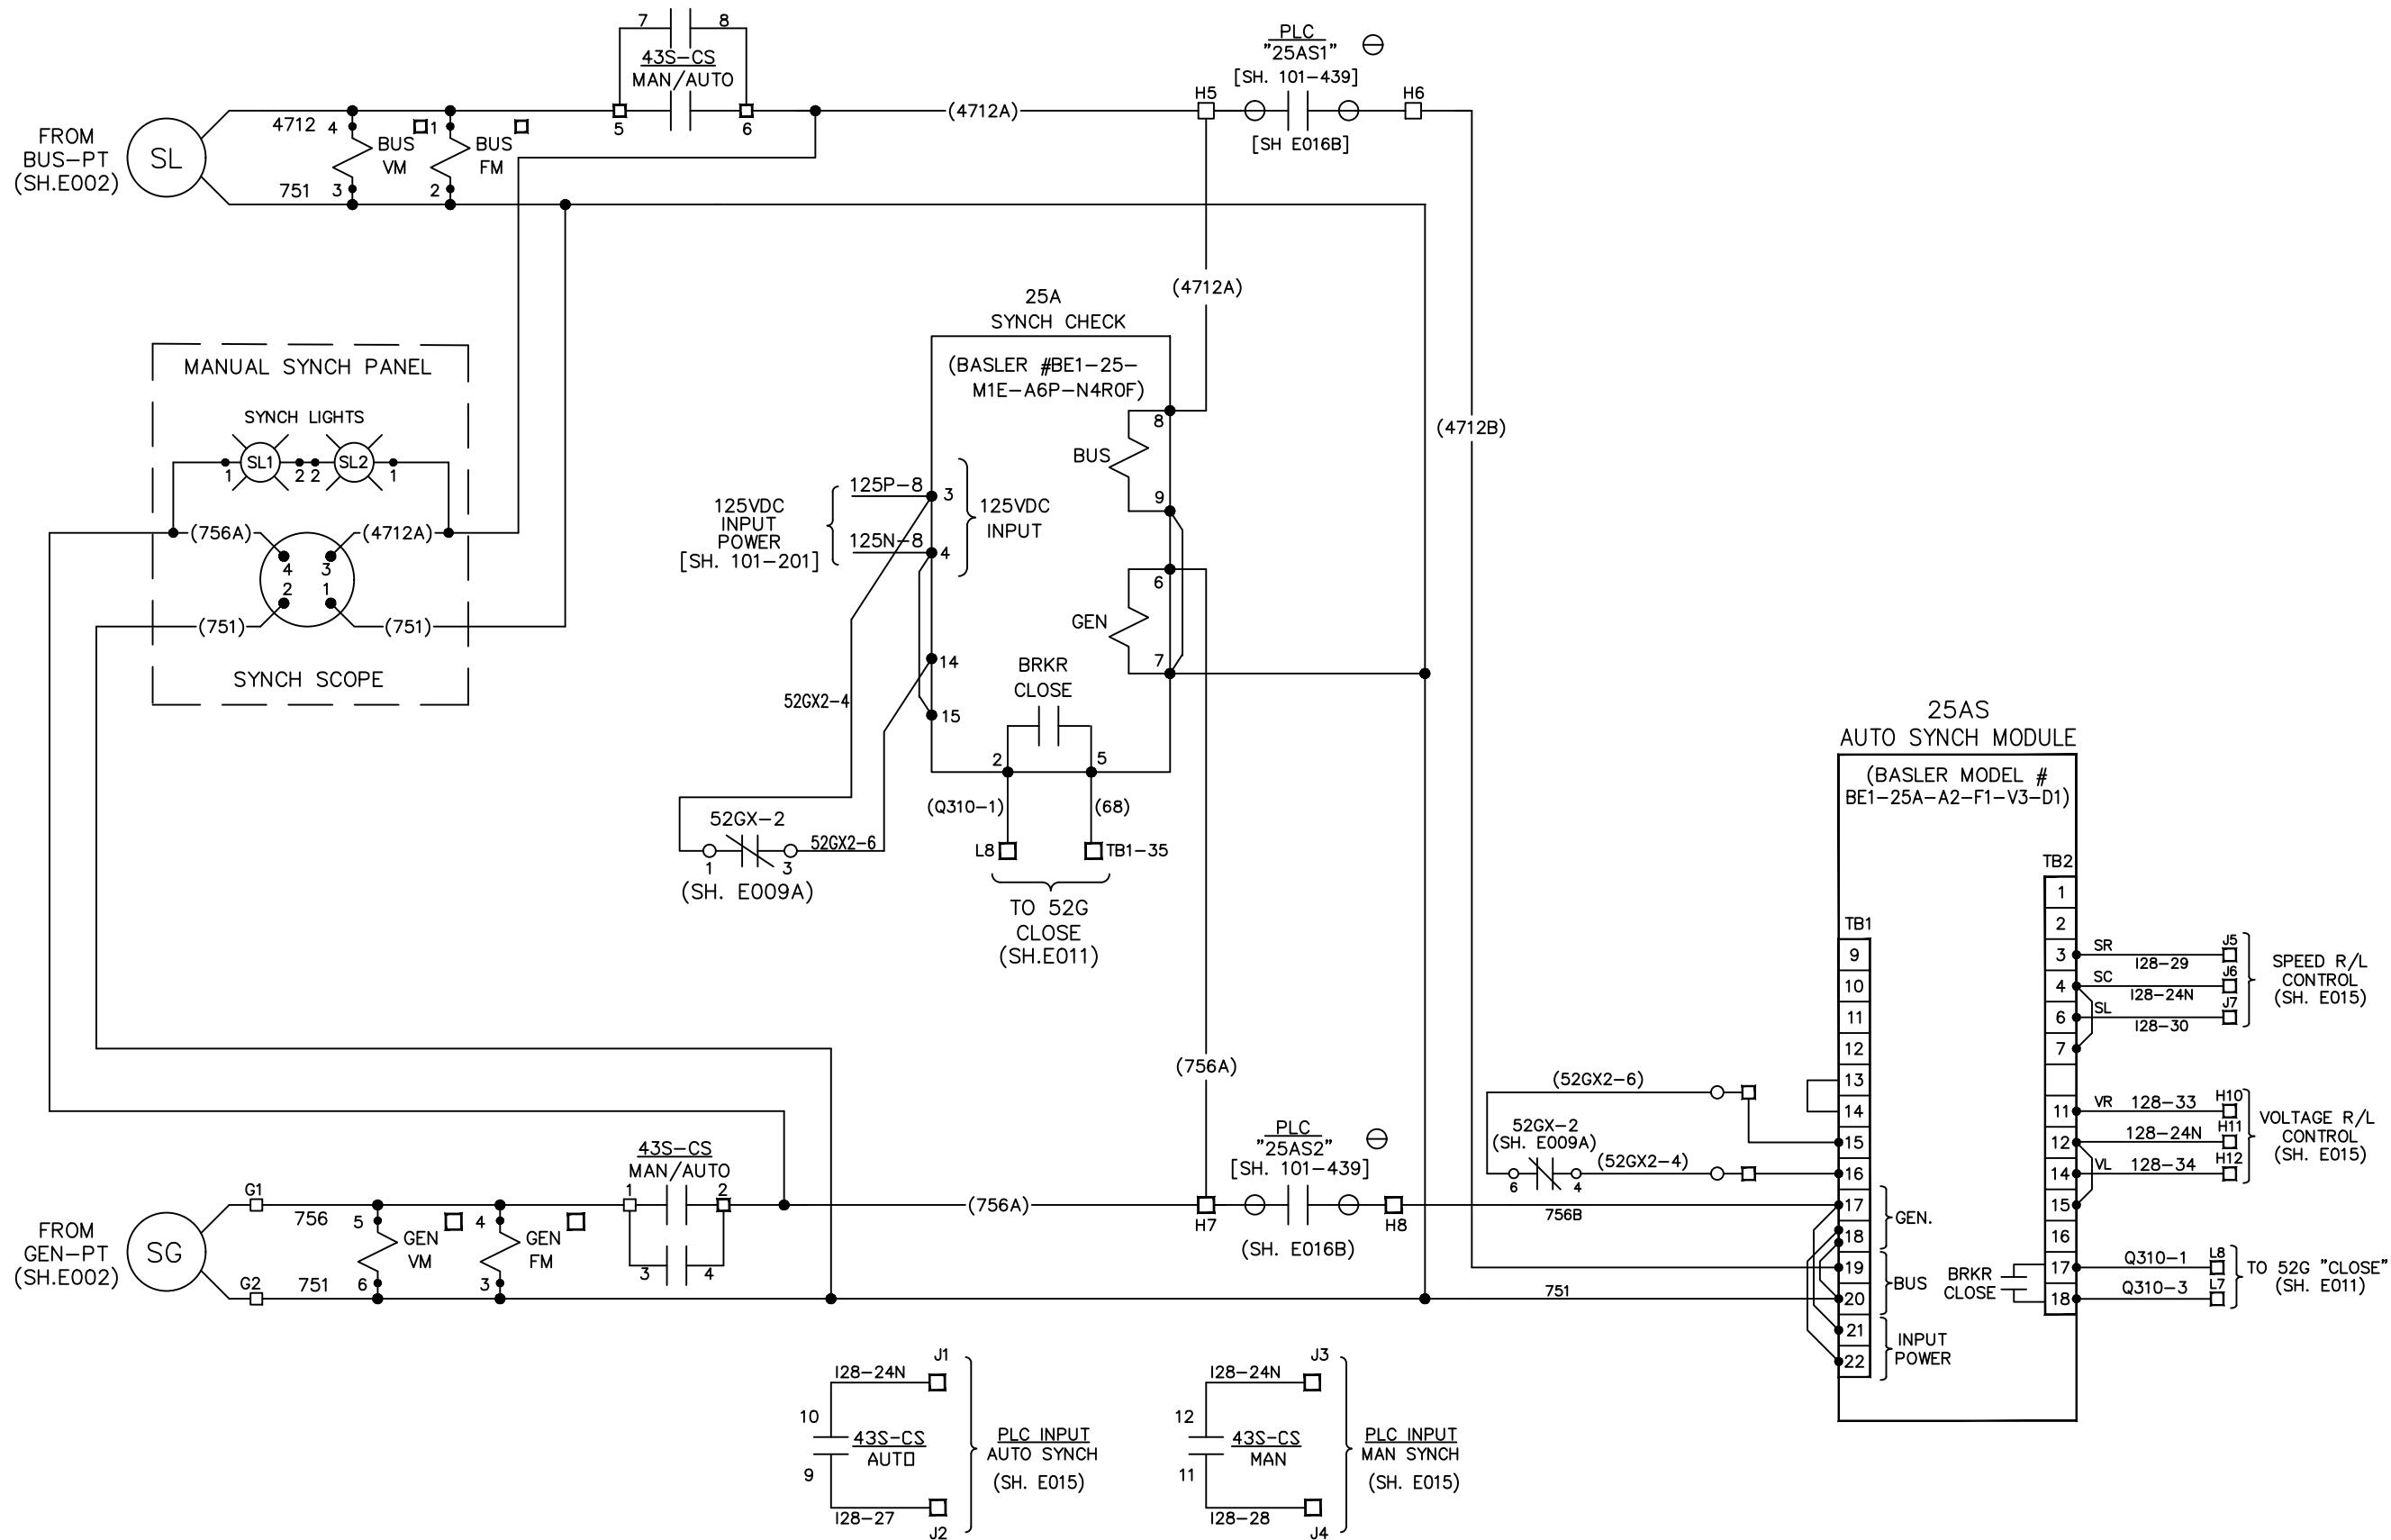 7 8
43S-CS
MAN/AUTO
5 6
FROM
BUS-PT
(SH.E002)
SL
4712
4
BUS
VM
3
1
BUS
FM
2
751
(4712A)
H5
PLC
"25AS1"
[SH. 101-439]
[SH E016B]
H6
(4712A)
(4712B)
MANUAL SYNCH PANEL
SYNCH LIGHTS
1 SL1 2 2 SL2 1
(756A) (4712A)
4 3
2 1
(751) (751)
SYNCH SCOPE
25A
SYNCH CHECK
(BASLER #BE1-25-
M1E-A6P-N4R0F)
8
BUS
9
6
GEN
7
125VDC
INPUT
POWER
[SH. 101-201]
125P-8
125N-8
3
4
125VDC
INPUT
14
15
BRKR
CLOSE
2 5
(Q310-1) (68)
L8 TB1-35
TO 52G
CLOSE
(SH.E011)
52GX2-4
52GX-2
52GX2-6
1 3
(SH. E009A)
(756A)
FROM
GEN-PT
(SH.E002)
SG
G1
756
5
GEN
VM
6
4
GEN
FM
3
G2
751
43S-CS
MAN/AUTO
1 2
3 4
(756A)
H7
PLC
"25AS2"
[SH. 101-439]
(SH. E016B)
H8
756B
751
(52GX2-6)
52GX-2
(SH. E009A)
(52GX2-4)
6 4
25AS
AUTO SYNCH MODULE
(BASLER MODEL #
BE1-25A-A2-F1-V3-D1)
TB1
9
10
11
12
13
14
15
16
17
18
19
20
21
22
GEN.
BUS
INPUT
POWER
TB2
1
2
3
4
6
7
11
12
14
15
16
17
18
BRKR
CLOSE
SR I28-29 J5
SC I28-24N J6
SL I28-30 J7
SPEED R/L
CONTROL
(SH. E015)
VR 128-33 H10
128-24N H11
VL 128-34 H12
VOLTAGE R/L
CONTROL
(SH. E015)
Q310-1 L8
Q310-3 L7
TO 52G "CLOSE"
(SH. E011)
I28-24N J1
10
43S-CS
AUTO
9
I28-27 J2
PLC INPUT
AUTO SYNCH
(SH. E015)
I28-24N J3
12
43S-CS
MAN
11
I28-28 J4
PLC INPUT
MAN SYNCH
(SH. E015)